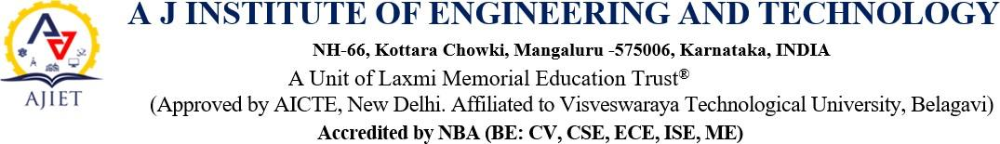 A J INSTITUTE OF ENGINEERING AND TECHNOLOGY
NH-66, Kottara Chowki, Mangaluru -575006, Karnataka, INDIA
A Unit of Laxmi Memorial Education Trust®
(Approved by AICTE, New Delhi. Affiliated to Visveswaraya Technological University, Belagavi)
Accredited by NBA (BE: CV, CSE, ECE, ISE, ME)
AJIET